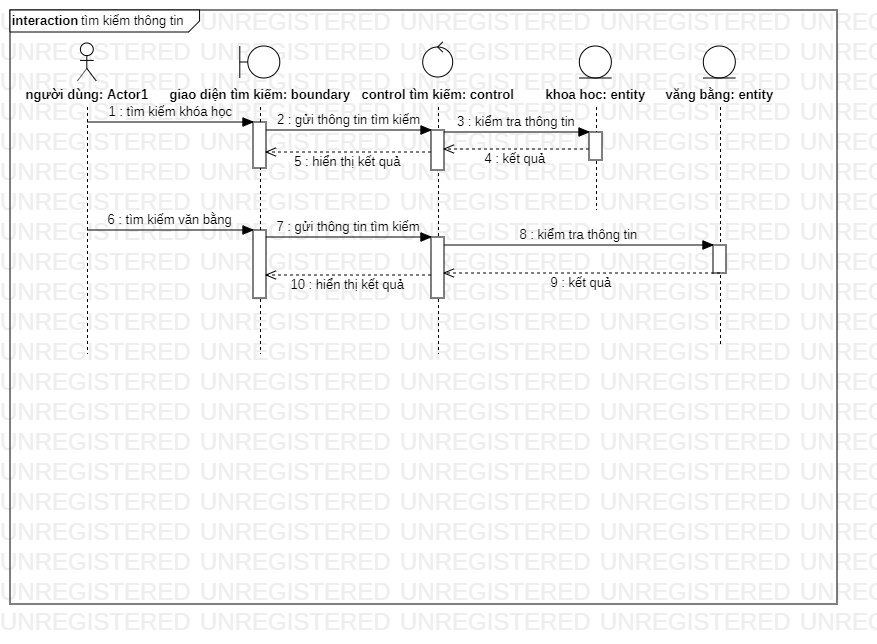 interaction tìm kiếm thông tin
người dùng: Actor1
giao diện tìm kiếm: boundary
control tìm kiếm: control
khoa hoc: entity
văng bằng: entity
1 : tìm kiếm khóa học
2 : gửi thông tin tìm kiếm
3 : kiểm tra thông tin
4 : kết quả
5 : hiển thị kết quả
6 : tìm kiếm văn bằng
7 : gửi thông tin tìm kiếm
8 : kiểm tra thông tin
9 : kết quả
10 : hiển thị kết quả
UNREGISTERED